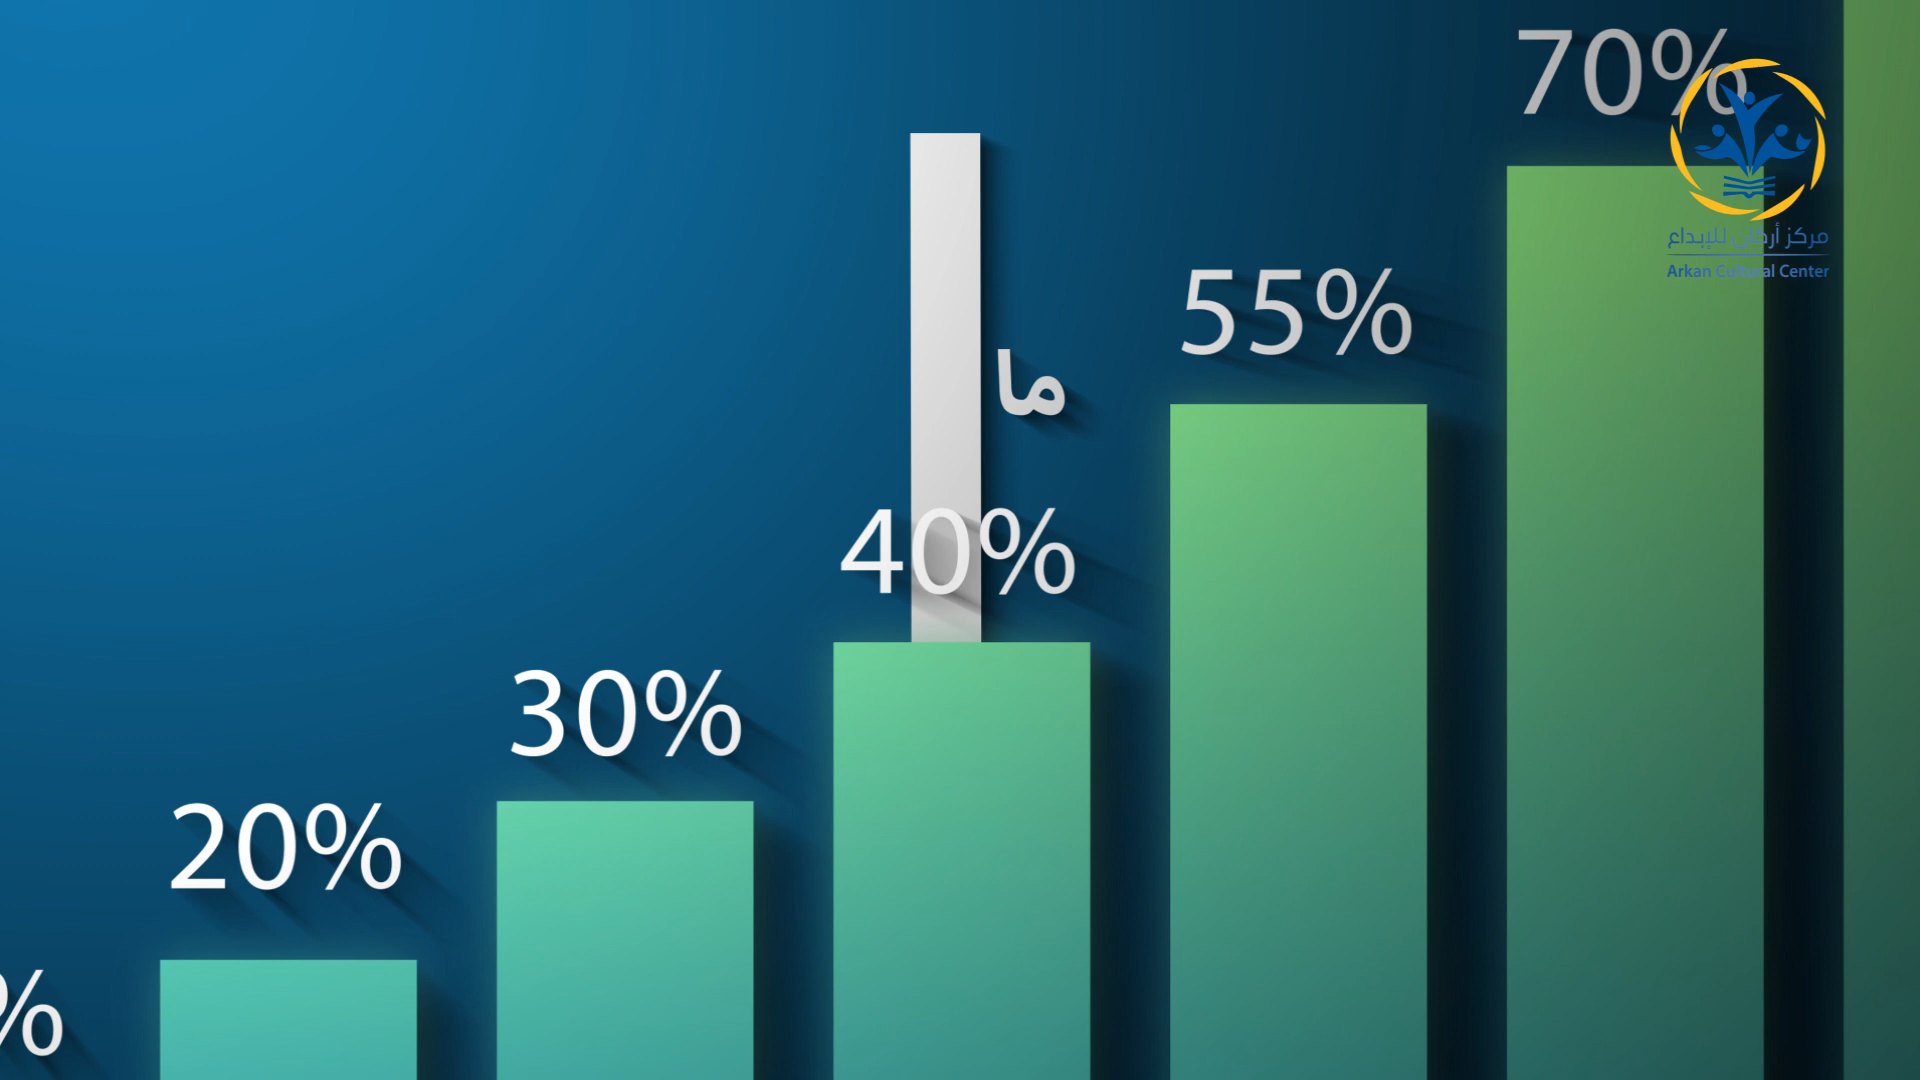 70%
مركز أركان للإبداع
Arkan Cultural Center
55%
ما
40%
30%
20%
%